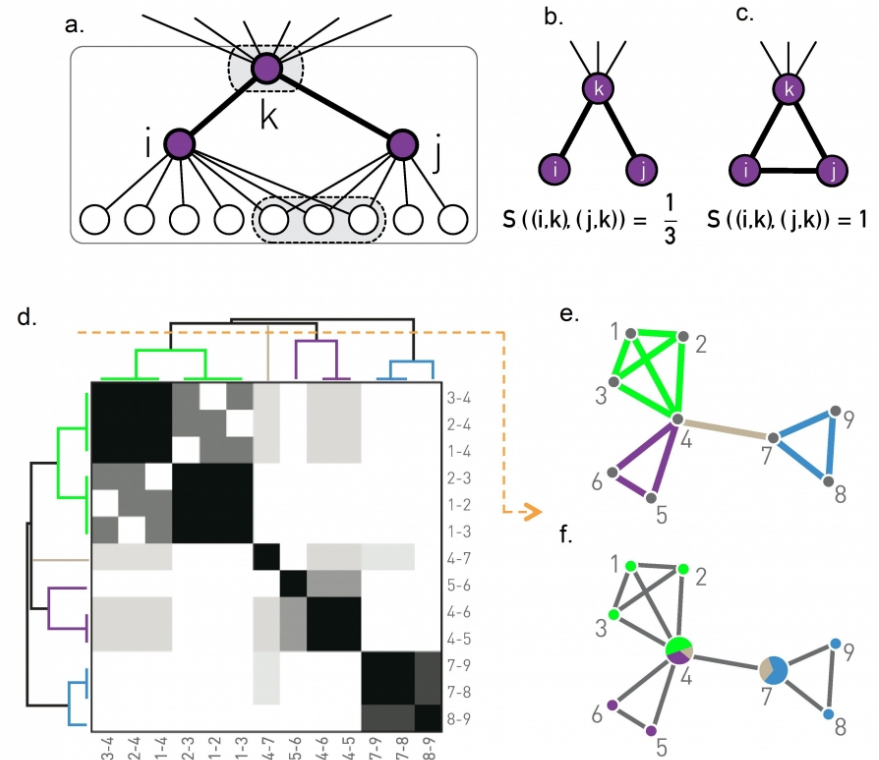 a.
k
i
j
b.
k
i
j
S ((i,k), (j,k)) = 1/3
c.
k
i
j
S ((i,k), (j,k)) = 1
d.
3-4
2-4
1-4
2-3
1-2
1-3
4-7
5-6
4-6
4-5
7-9
7-8
8-9
3-4 2-4 1-4 2-3 1-2 1-3 4-7 5-6 4-6 4-5 7-9 7-8 8-9
e.
1
2
3
4
9
7
6
8
5
f.
1
2
3
9
4
7
6
8
5